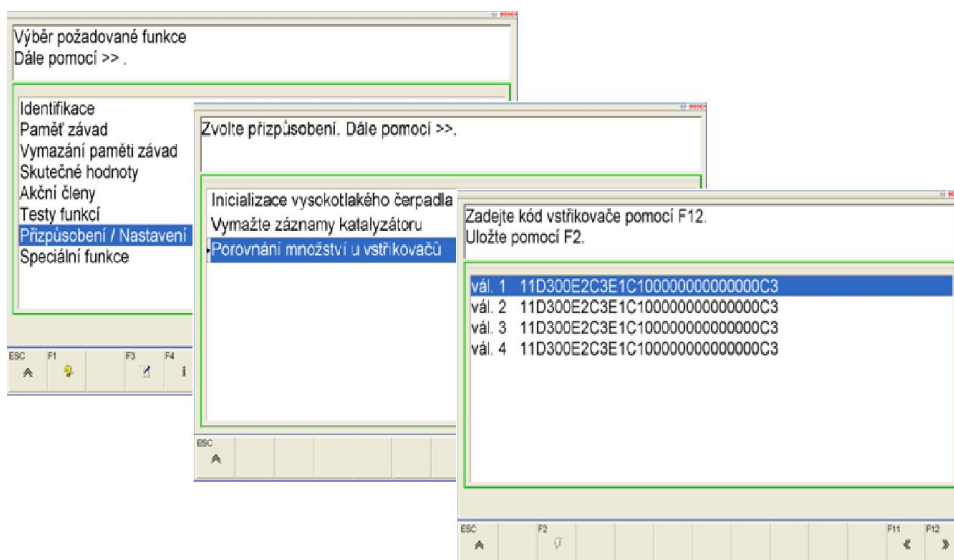 BOSCH
Výběr požadované funkce
Dále pomocí >> .
Identifikace
Paměť závad
Vymazání paměti závad
Skutečné hodnoty
Akční členy
Testy funkcí
Přizpůsobení / Nastavení
Speciální funkce
ESC F1 F3 F4
BOSCH
Zvolte přizpůsobení. Dále pomocí >>.
Inicializace vysokotlakého čerpadla
Vymažte záznamy katalyzátoru
Porovnání množství u vstřikovačů
ESC
Zadejte kód vstřikovače pomocí F12.
Uložte pomocí F2.
vál. 1 11D300E2C3E1C100000000000000C3
vál. 2 11D300E2C3E1C100000000000000C3
vál. 3 11D300E2C3E1C100000000000000C3
vál. 4 11D300E2C3E1C100000000000000C3
ESC F2 F11 F12